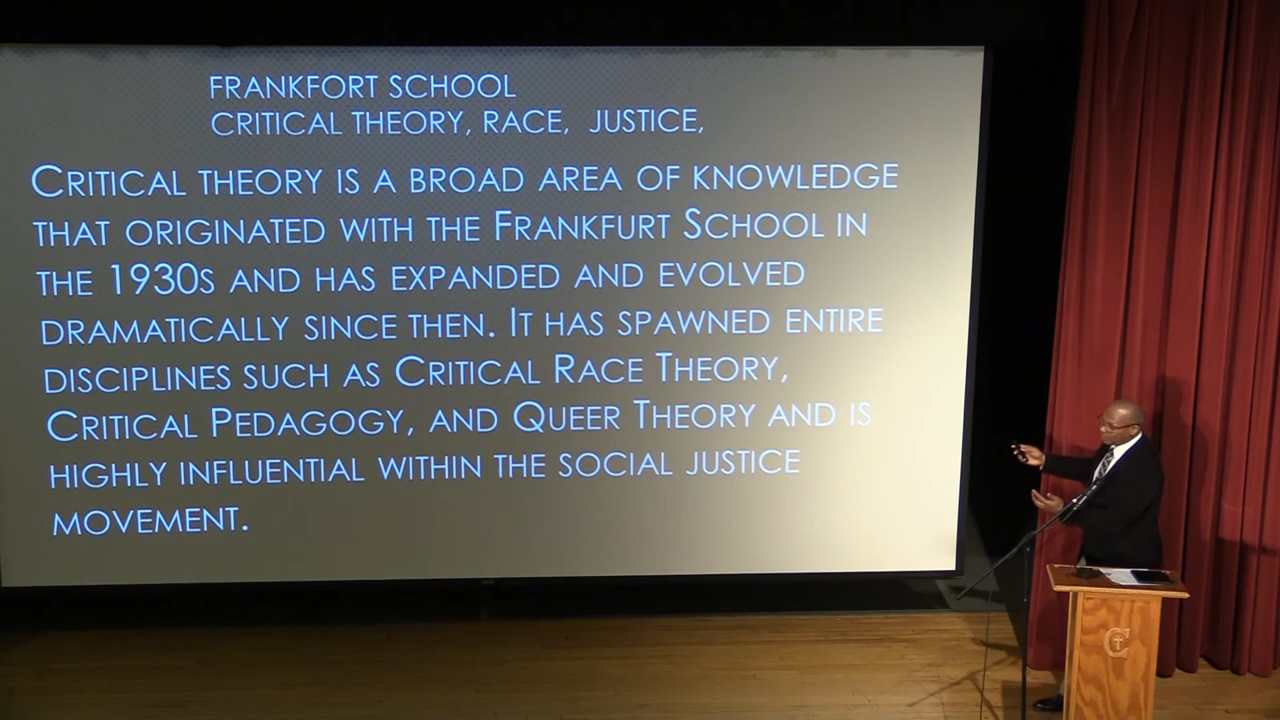 FRANKFORT SCHOOL
CRITICAL THEORY, RACE, JUSTICE,
CRITICAL THEORY IS A BROAD AREA OF KNOWLEDGE
THAT ORIGINATED WITH THE FRANKFURT SCHOOL IN
THE 1930S AND HAS EXPANDED AND EVOLVED
DRAMATICALLY SINCE THEN. IT HAS SPAWNED ENTIRE
DISCIPLINES SUCH AS CRITICAL RACE THEORY,
CRITICAL PEDAGOGY, AND QUEER THEORY AND IS
HIGHLY INFLUENTIAL WITHIN THE SOCIAL JUSTICE
MOVEMENT.
C